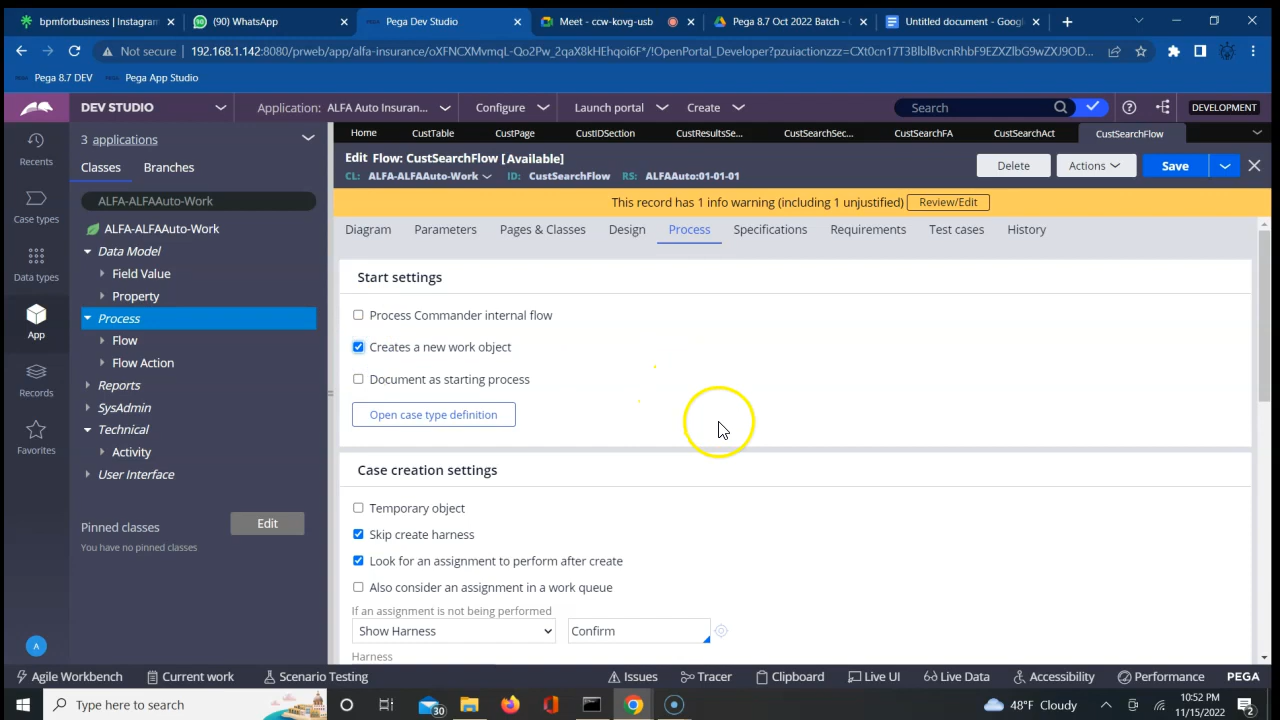 bpmforbusiness | Instagram
(90) WhatsApp
Pega Dev Studio
Meet - ccw-kovg-usb
Pega 8.7 Oct 2022 Batch -
Untitled document - Google
Not secure | 192.168.1.142:8080/prweb/app/alfa-insurance/oXFNCXMvmqL-Qo2Pw_2qaX8kHEhqoi6F*/!OpenPortal_Developer?pzuiactionzzz=CXt0cn17T3BlblBvcnRhbF9EZXZlbG9wZXJ9OD...
Pega 8.7 DEV
Pega App Studio
DEV STUDIO
Application: ALFA Auto Insuran...
Configure
Launch portal
Create
Search
DEVELOPMENT
Recents
Case types
Data types
App
Records
Favorites
A
3 applications
Classes
Branches
ALFA-ALFAAuto-Work
ALFA-ALFAAuto-Work
Data Model
Field Value
Property
Process
Flow
Flow Action
Reports
SysAdmin
Technical
Activity
User Interface
Pinned classes
Edit
You have no pinned classes
Home
CustTable
CustPage
CustIDSection
CustResultsSe...
CustSearchSec...
CustSearchFA
CustSearchAct
CustSearchFlow
Edit Flow: CustSearchFlow [Available]
CL: ALFA-ALFAAuto-Work
ID: CustSearchFlow
RS: ALFAAuto:01-01-01
Delete
Actions
Save
This record has 1 info warning (including 1 unjustified)
Review/Edit
Diagram
Parameters
Pages & Classes
Design
Process
Specifications
Requirements
Test cases
History
Start settings
Process Commander internal flow
Creates a new work object
Document as starting process
Open case type definition
Case creation settings
Temporary object
Skip create harness
Look for an assignment to perform after create
Also consider an assignment in a work queue
If an assignment is not being performed
Show Harness
Confirm
Harness
Agile Workbench
Current work
Scenario Testing
Issues
Tracer
Clipboard
Live UI
Live Data
Accessibility
Performance
PEGA
Type here to search
30
48°F Cloudy
10:52 PM
11/15/2022
2